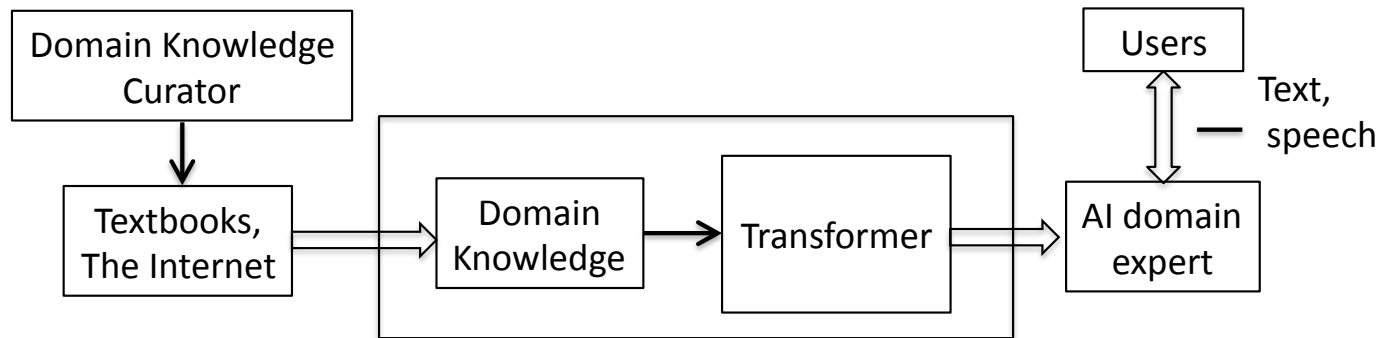 Domain Knowledge
Curator
Textbooks,
The Internet
Domain
Knowledge
Transformer
AI domain
expert
Users
Text,
speech